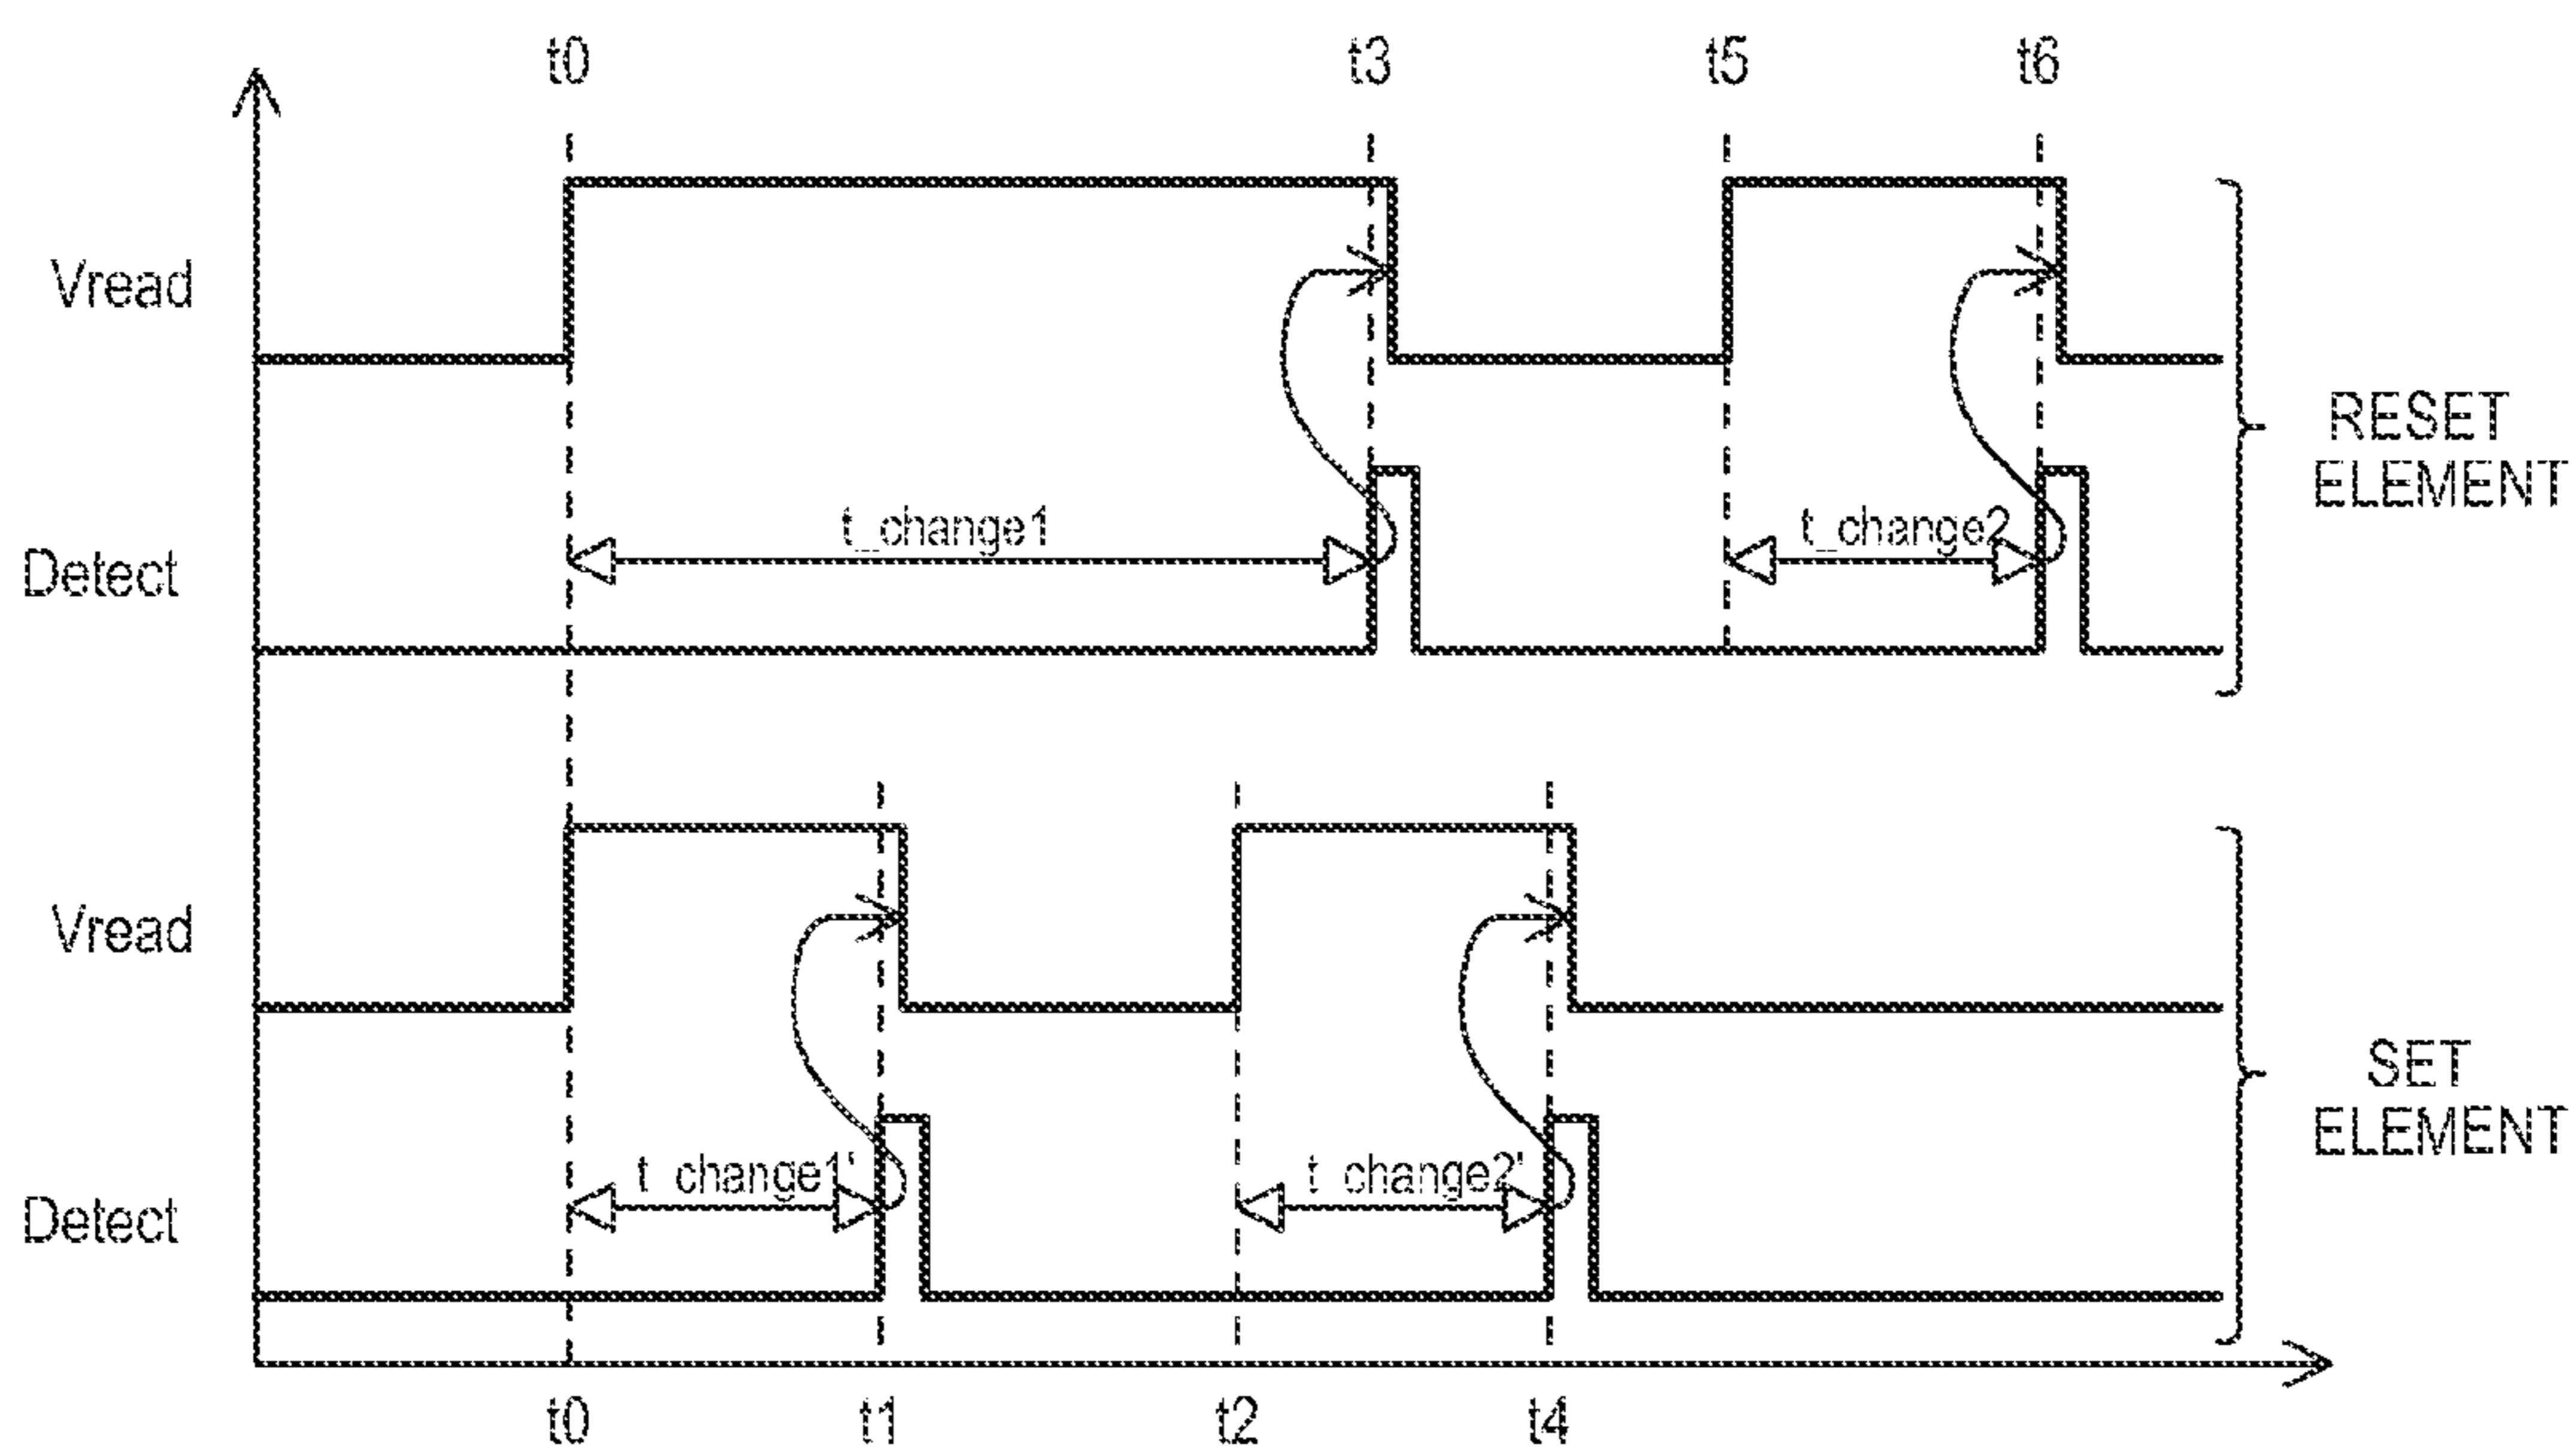 t0 t3 t5 t6
Vread
RESET
ELEMENT
t_change1 t_change2
Detect
Vread
SET
ELEMENT
t_change1' t_change2'
Detect
t0 t1 t2 t4